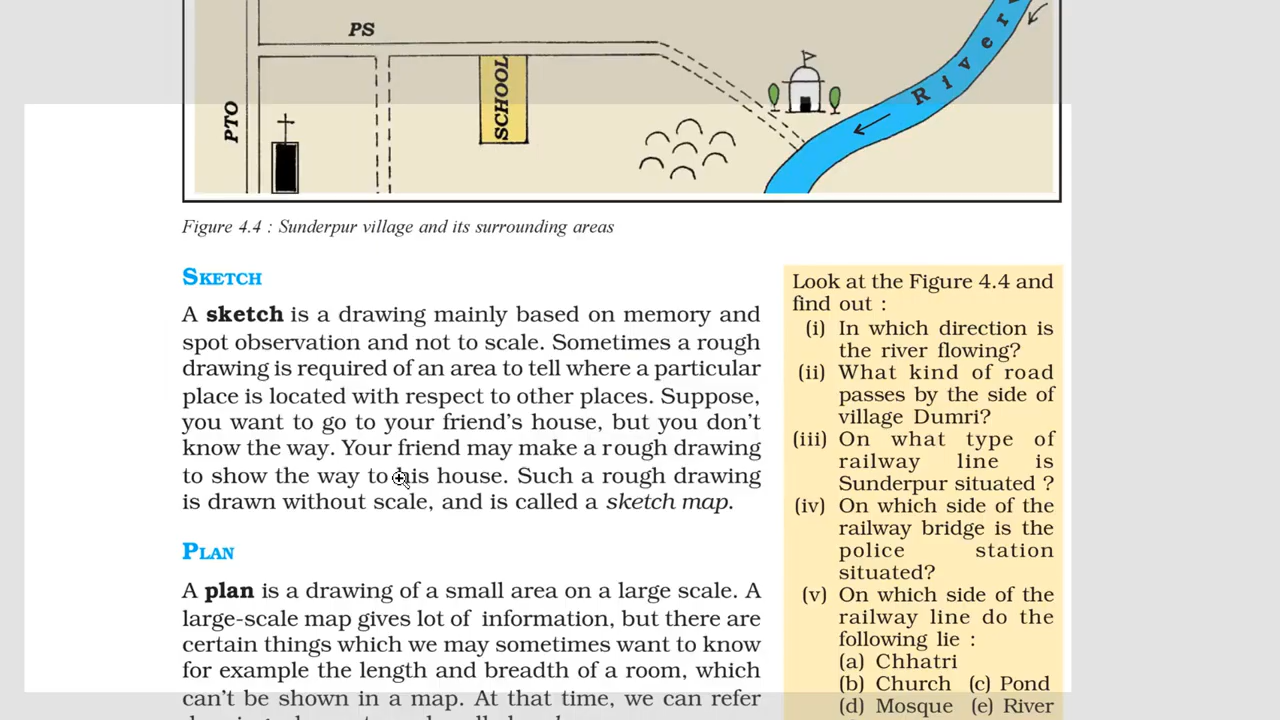 PS
PTO
SCHOOL
River
Figure 4.4 : Sunderpur village and its surrounding areas
SKETCH
A sketch is a drawing mainly based on memory and
spot observation and not to scale. Sometimes a rough
drawing is required of an area to tell where a particular
place is located with respect to other places. Suppose,
you want to go to your friend's house, but you don't
know the way. Your friend may make a rough drawing
to show the way to his house. Such a rough drawing
is drawn without scale, and is called a sketch map.
PLAN
A plan is a drawing of a small area on a large scale. A
large-scale map gives lot of information, but there are
certain things which we may sometimes want to know
for example the length and breadth of a room, which
can't be shown in a map. At that time, we can refer
Look at the Figure 4.4 and
find out :
(i) In which direction is
the river flowing?
(ii) What kind of road
passes by the side of
village Dumri?
(iii) On what type of
railway line is
Sunderpur situated ?
(iv) On which side of the
railway bridge is the
police station
situated?
(v) On which side of the
railway line do the
following lie :
(a) Chhatri
(b) Church (c) Pond
(d) Mosque (e) River